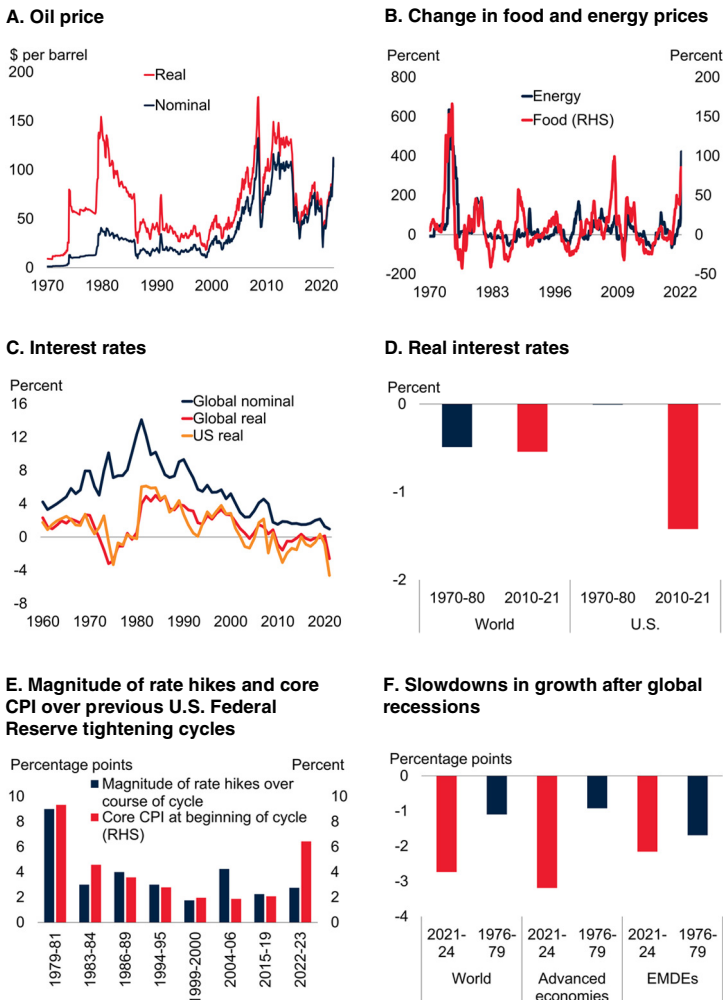 A. Oil price
$ per barrel
200
150
100
50
0
Real
Nominal
1970 1980 1990 2000 2010 2020
B. Change in food and energy prices
Percent Percent
800 200
600 150
400 100
200 50
0 0
-200 -50
Energy
Food (RHS)
1970 1983 1996 2009 2022
C. Interest rates
Percent
16
12
8
4
0
-4
-8
Global nominal
Global real
US real
1960 1970 1980 1990 2000 2010 2020
D. Real interest rates
Percent
0
-1
-2
1970-80 2010-21 1970-80 2010-21
World U.S.
E. Magnitude of rate hikes and core
CPI over previous U.S. Federal
Reserve tightening cycles
Percentage points Percent
Magnitude of rate hikes over
course of cycle
Core CPI at beginning of cycle
(RHS)
10 10
8 8
6 6
4 4
2 2
0 0
1979-81
1983-84
1986-89
1994-95
1999-2000
2004-06
2015-19
2022-23
F. Slowdowns in growth after global
recessions
Percentage points
0
-1
-2
-3
-4
2021- 1976- 2021- 1976- 2021- 1976-
24 79 24 79 24 79
World Advanced EMDEs
economies